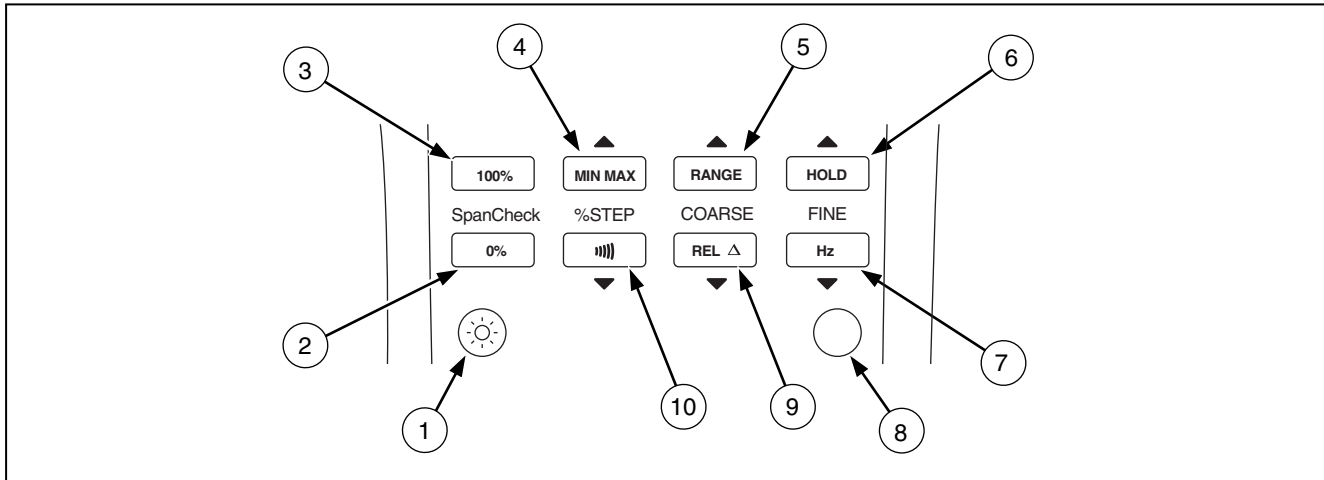 4
5
3
6
100%
MIN MAX
RANGE
HOLD
SpanCheck
%STEP
COARSE
FINE
0%
REL Δ
Hz
2
7
1
10
9
8